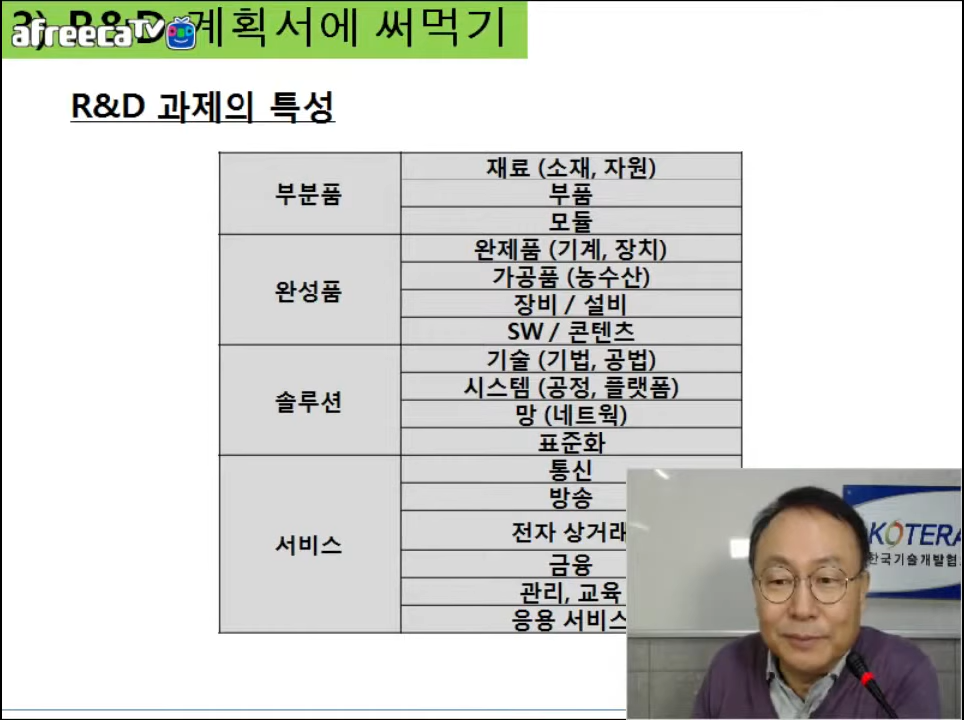 3) R&D 계획서에 써먹기
afreecaTV
R&D 과제의 특성
부분품
재료 (소재, 자원)
부품
모듈
완성품
완제품 (기계, 장치)
가공품 (농수산)
장비 / 설비
SW / 콘텐츠
솔루션
기술 (기법, 공법)
시스템 (공정, 플랫폼)
망 (네트웍)
표준화
서비스
통신
방송
전자 상거래
금융
관리, 교육
응용 서비스
KOTERA
한국기술개발협